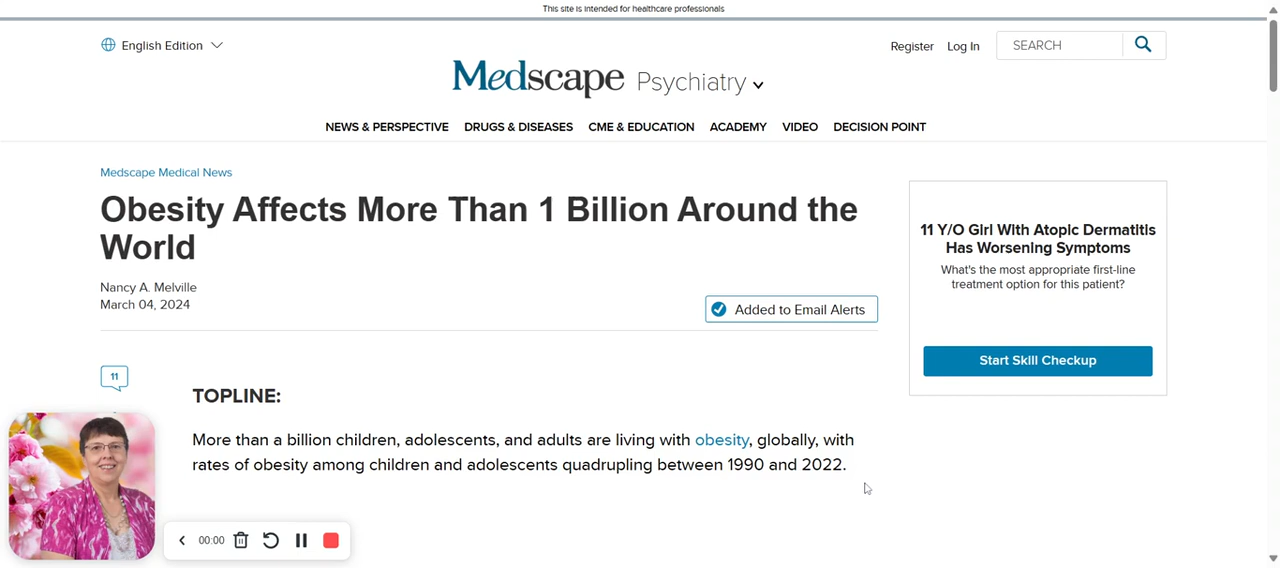 This site is intended for healthcare professionals
English Edition
Register Log In SEARCH
Medscape Psychiatry
NEWS & PERSPECTIVE DRUGS & DISEASES CME & EDUCATION ACADEMY VIDEO DECISION POINT
Medscape Medical News
Obesity Affects More Than 1 Billion Around the
World
Nancy A. Melville
March 04, 2024
Added to Email Alerts
11 Y/O Girl With Atopic Dermatitis
Has Worsening Symptoms
What's the most appropriate first-line
treatment option for this patient?
Start Skill Checkup
11
TOPLINE:
More than a billion children, adolescents, and adults are living with obesity, globally, with
rates of obesity among children and adolescents quadrupling between 1990 and 2022.
00:00